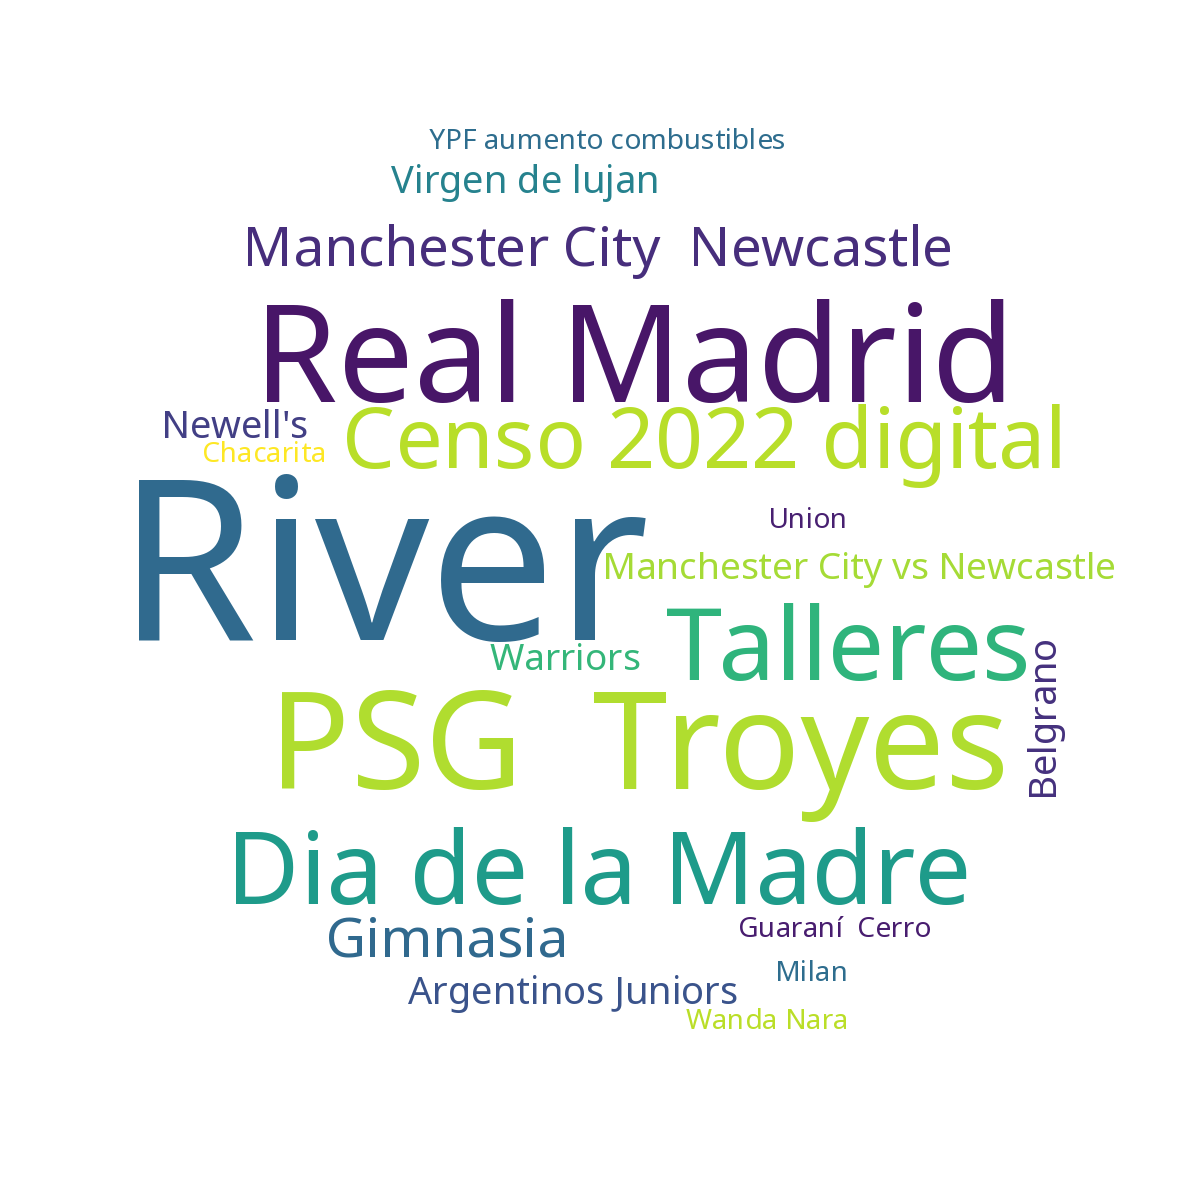 YPF aumento combustibles
Virgen de lujan
Manchester City  Newcastle
Real Madrid
Newell's
Censo 2022 digital
Chacarita
River
Union
Manchester City vs Newcastle
Warriors
Talleres
Belgrano
PSG  Troyes
Dia de la Madre
Gimnasia
Guaraní  Cerro
Milan
Argentinos Juniors
Wanda Nara